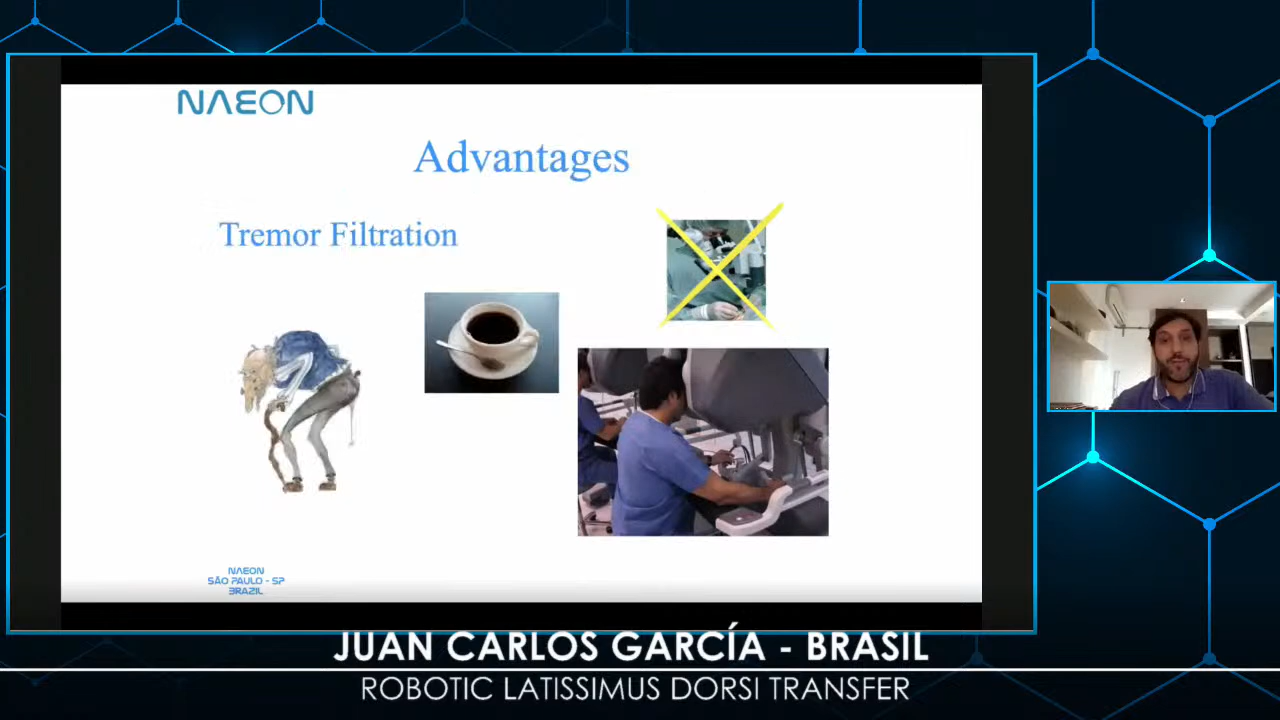 NAEON
Advantages
Tremor Filtration
NAEON
SÃO PAULO - SP
BRAZIL
JUAN CARLOS GARCÍA - BRASIL
ROBOTIC LATISSIMUS DORSI TRANSFER